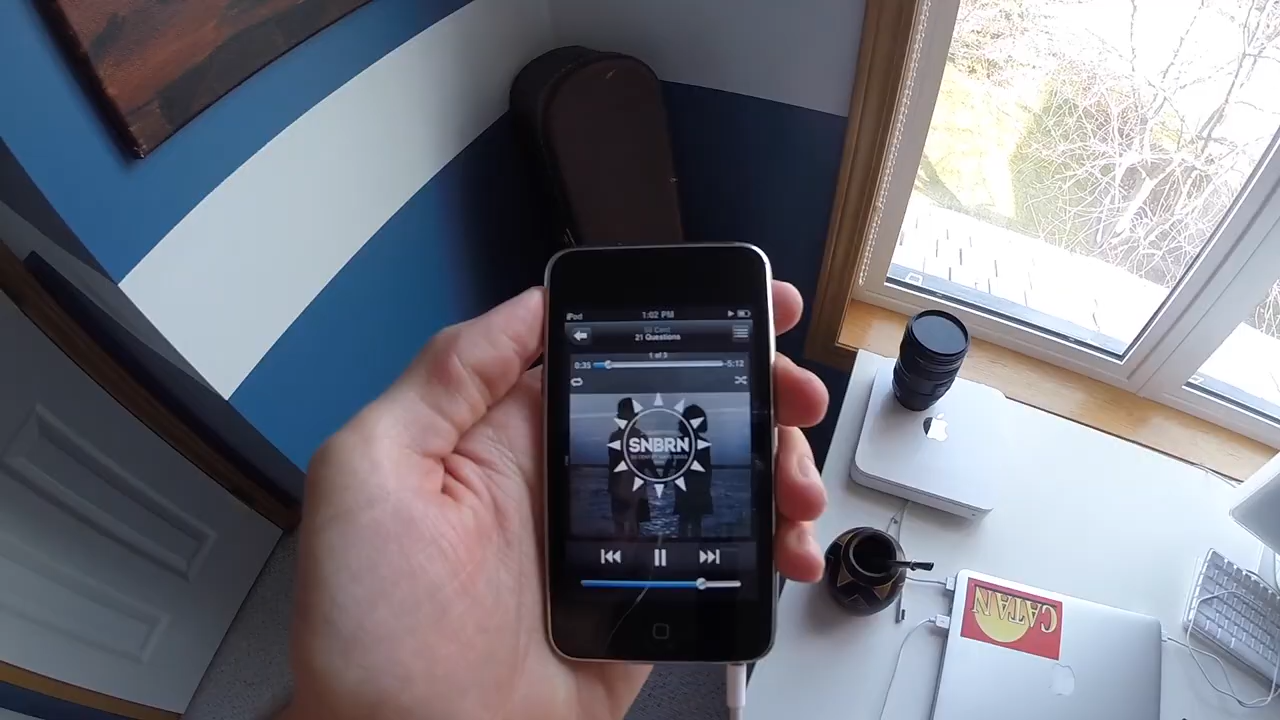 iPod
1:02 PM
50 Cent
21 Questions
1 of 3
0:35
-5:12
SNBRN
CATAN